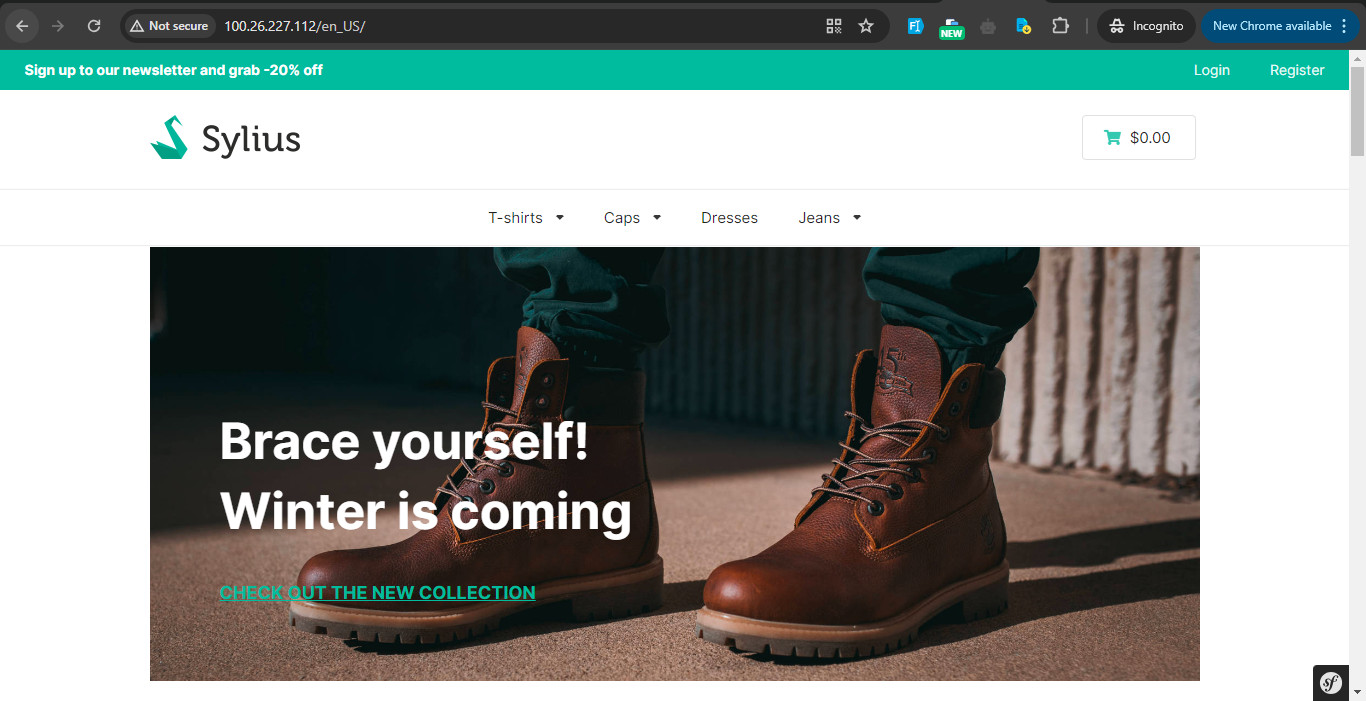 Not secure
100.26.227.112/en_US/
NEW
Incognito
New Chrome available
Sign up to our newsletter and grab -20% off
Login
Register
Sylius
$0.00
T-shirts
Caps
Dresses
Jeans
Brace yourself!
Winter is coming
CHECK OUT THE NEW COLLECTION
sf